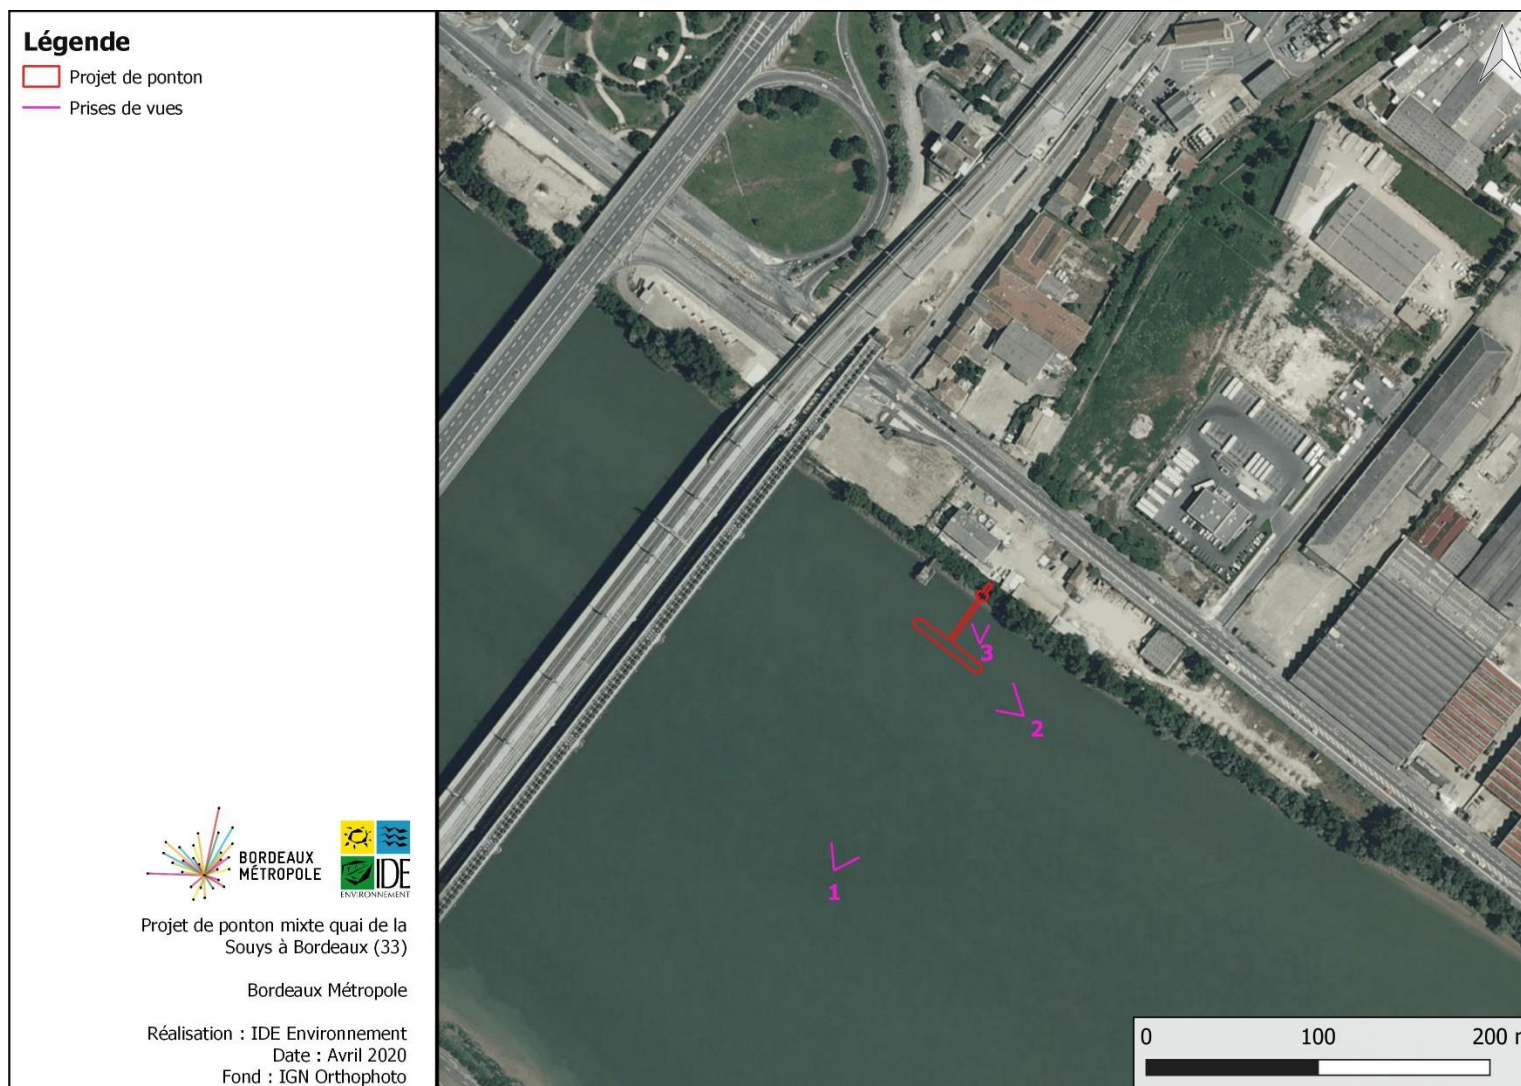 Légende
Projet de ponton
Prises de vues
3
2
1
BORDEAUX
MÉTROPOLE
IDE
ENVIRONNEMENT
Projet de ponton mixte quai de la
Souys à Bordeaux (33)
Bordeaux Métropole
Réalisation : IDE Environnement
Date : Avril 2020
Fond : IGN Orthophoto
0 100 200 m